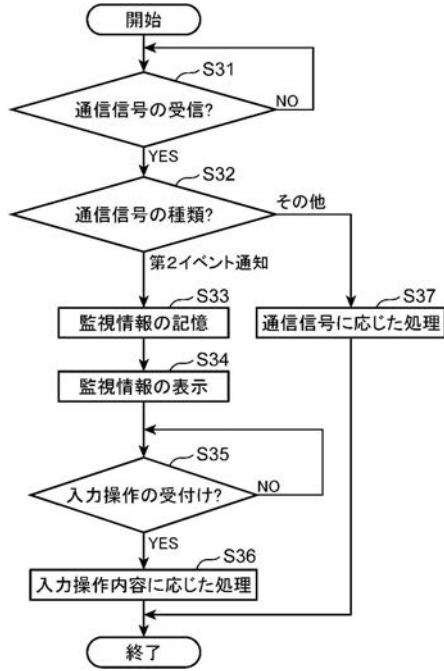 開始
S31
通信信号の受信?
NO
YES
S32
通信信号の種類?
その他
第2イベント通知
S33
監視情報の記憶
S37
通信信号に応じた処理
S34
監視情報の表示
S35
入力操作の受付け?
NO
YES
S36
入力操作内容に応じた処理
終了